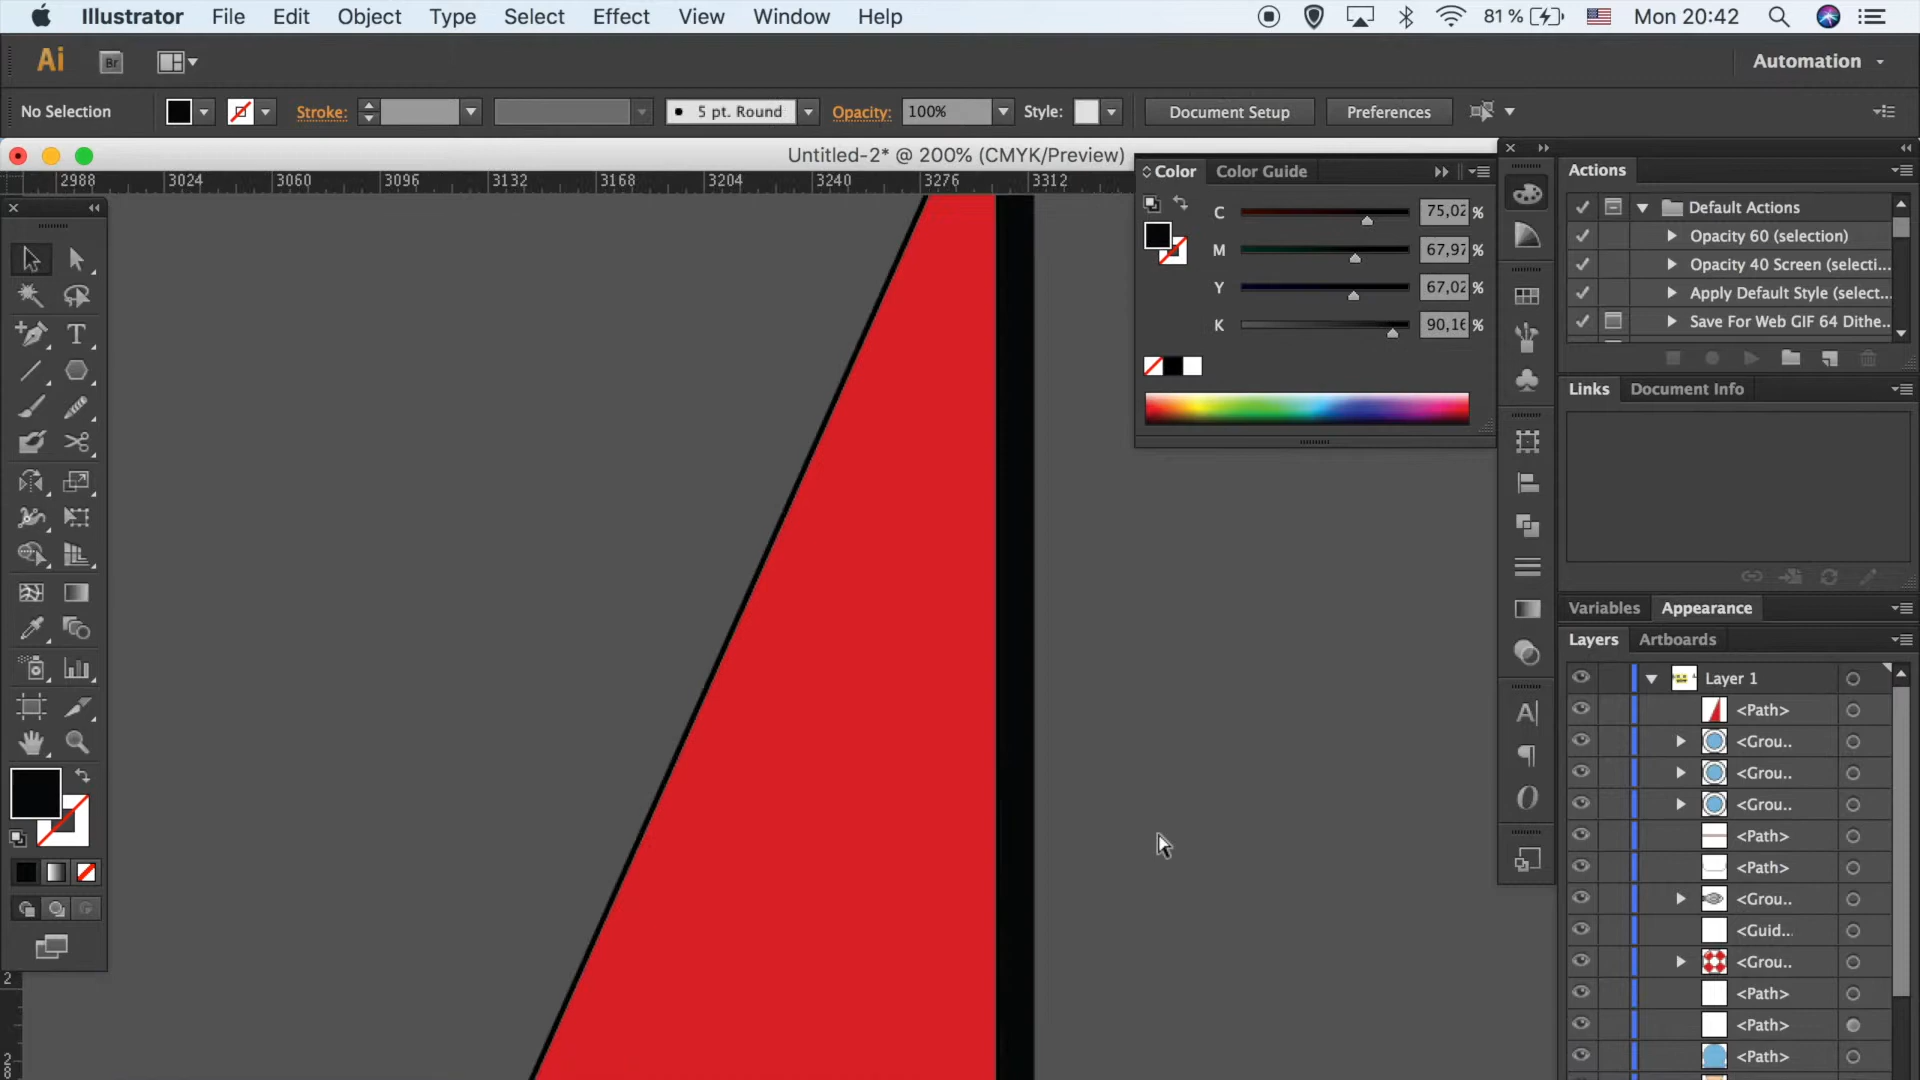 Illustrator File Edit Object Type Select Effect View Window Help 81 % Mon 20:42
Ai Br Automation
No Selection Stroke: 5 pt. Round Opacity: 100% Style: Document Setup Preferences
Untitled-2* @ 200% (CMYK/Preview)
2988 3024 3060 3096 3132 3168 3204 3240 3276 3312
Color Color Guide
C 75,02 %
M 67,97 %
Y 67,02 %
K 90,16 %
Actions
Default Actions
Opacity 60 (selection)
Opacity 40 Screen (selecti...
Apply Default Style (select...
Save For Web GIF 64 Dithe...
Links Document Info
Variables Appearance
Layers Artboards
Layer 1
<Path>
<Grou..
<Grou..
<Grou..
<Path>
<Path>
<Grou..
<Guid...
<Grou..
<Path>
<Path>
<Path>
2
2
8